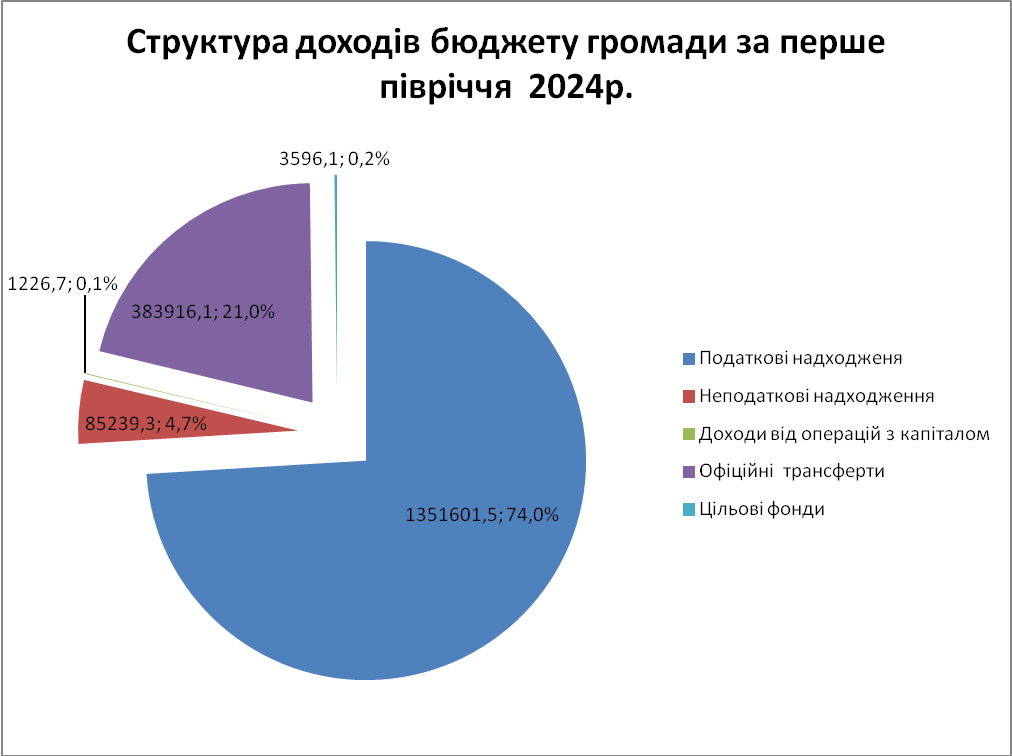 Структура доходів бюджету громади за перше
півріччя 2024р.
3596,1; 0,2%
1226,7; 0,1%
383916,1; 21,0%
85239,3; 4,7%
1351601,5; 74,0%
Податкові надходженя
Неподаткові надходження
Доходи від операцій з капіталом
Офіційні трансферти
Цільові фонди